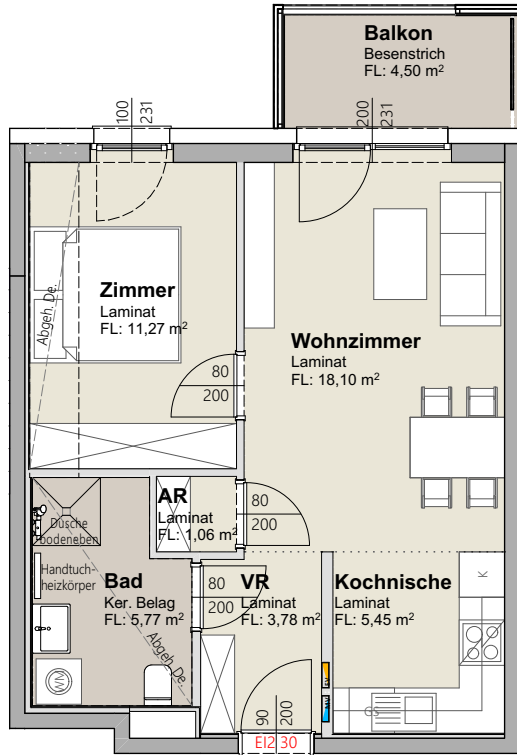 Balkon
Besenstrich
FL: 4,50 m²
100
231
200
231
Zimmer
Laminat
FL: 11,27 m²
Abgeh. De.
Wohnzimmer
Laminat
FL: 18,10 m²
80
200
AR
Laminat
FL: 1,06 m²
80
200
Dusche
bodeneben
Handtuch-
heizkörper
Bad
Ker. Belag
FL: 5,77 m²
80
200
VR
Laminat
FL: 3,78 m²
Kochnische
Laminat
FL: 5,45 m²
K
Abgeh. De.
WN
EV
GS
90
200
EI2 30